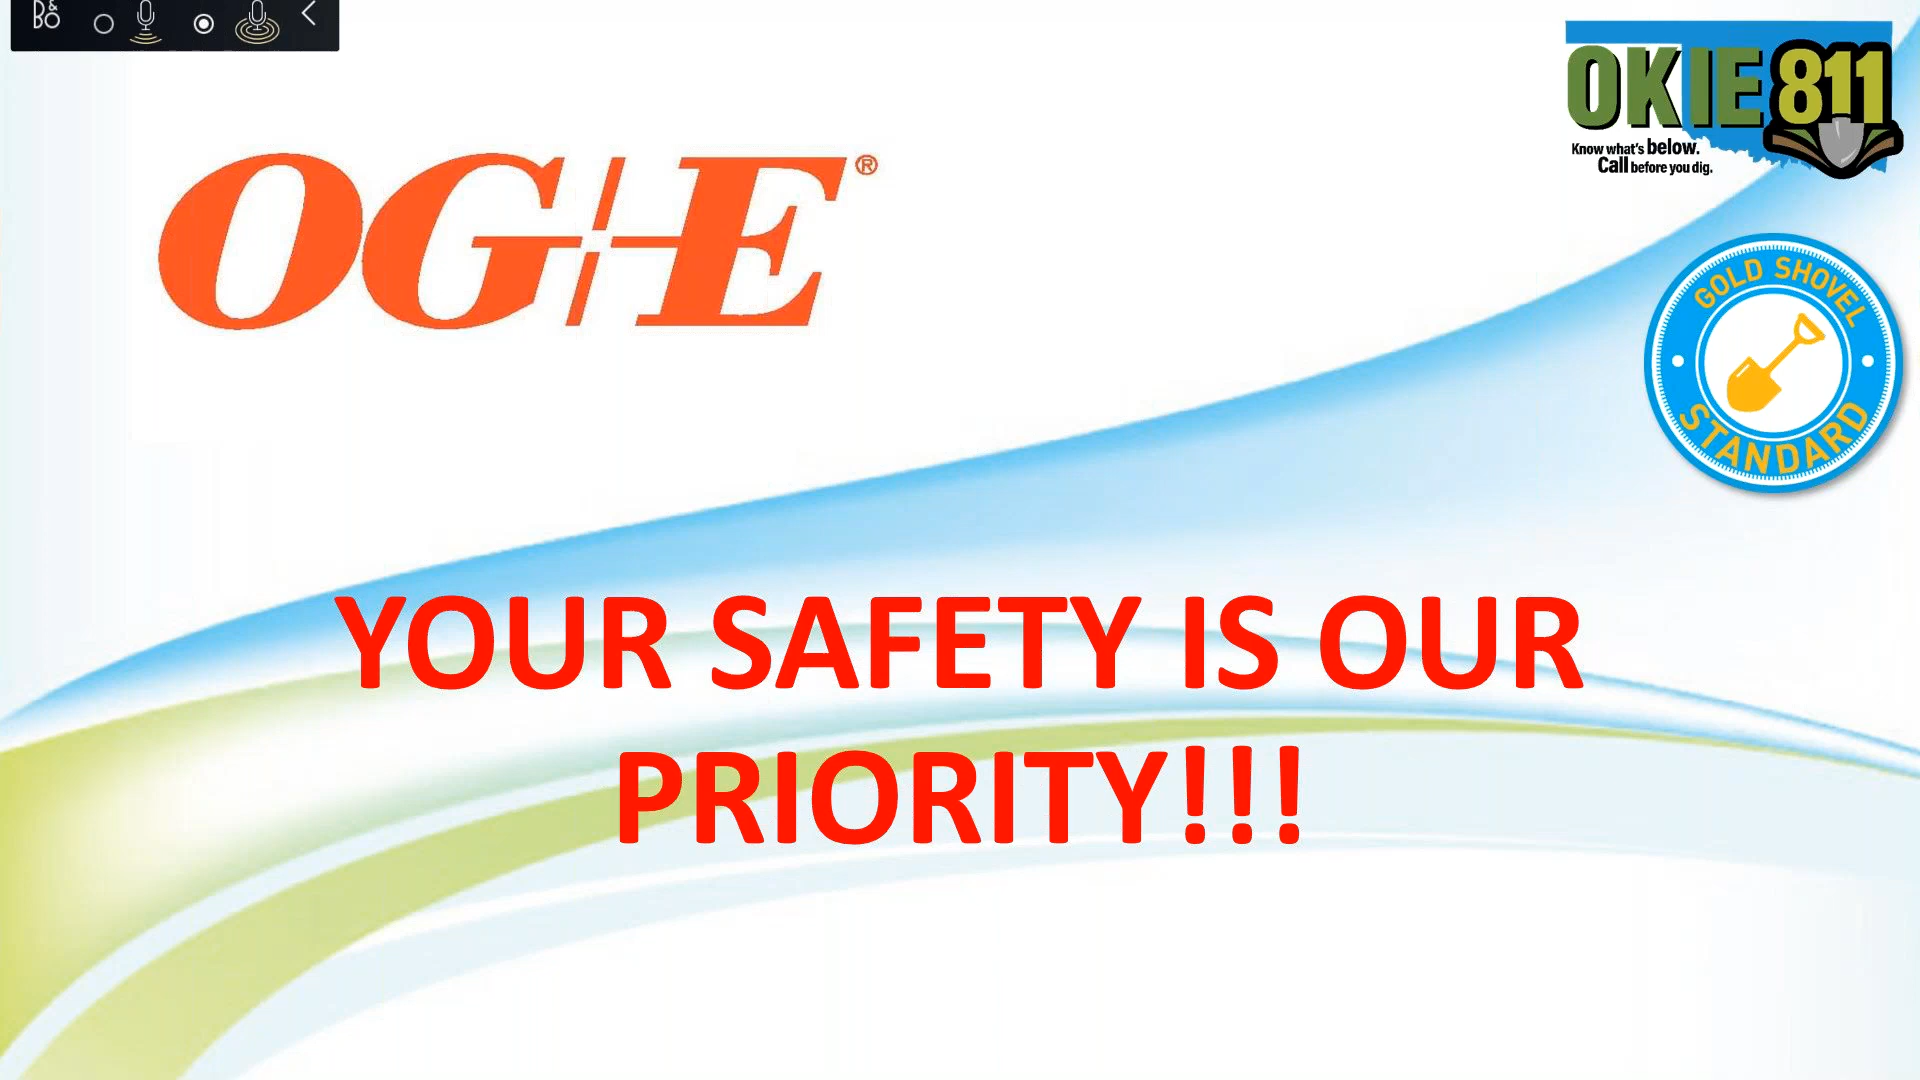 B&O
OG+E®
OKIE811
Know what's below.
Call before you dig.
GOLD SHOVEL
STANDARD
YOUR SAFETY IS OUR
PRIORITY!!!